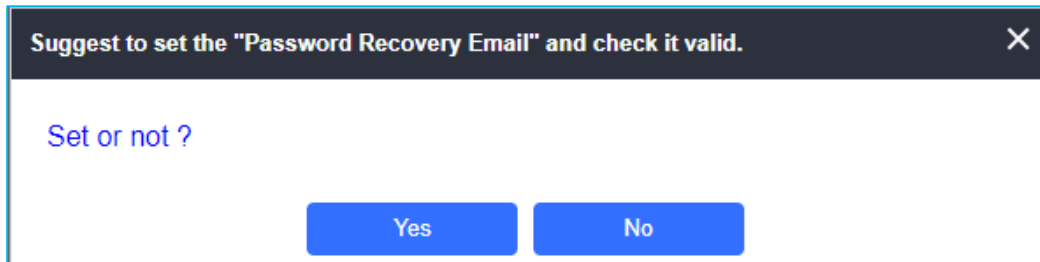 Suggest to set the "Password Recovery Email" and check it valid.
Set or not ?
Yes No